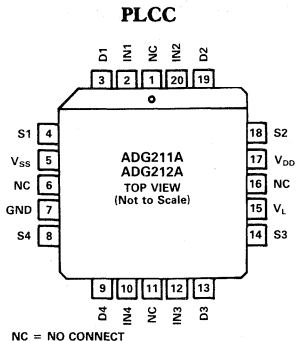 PLCC
D1 IN1 NC IN2 D2
3 2 1 20 19
S1 4 18 S2
VSS 5 17 VDD
NC 6 16 NC
GND 7 15 VL
S4 8 14 S3
ADG211A
ADG212A
TOP VIEW
(Not to Scale)
9 10 11 12 13
D4 IN4 NC IN3 D3
NC = NO CONNECT